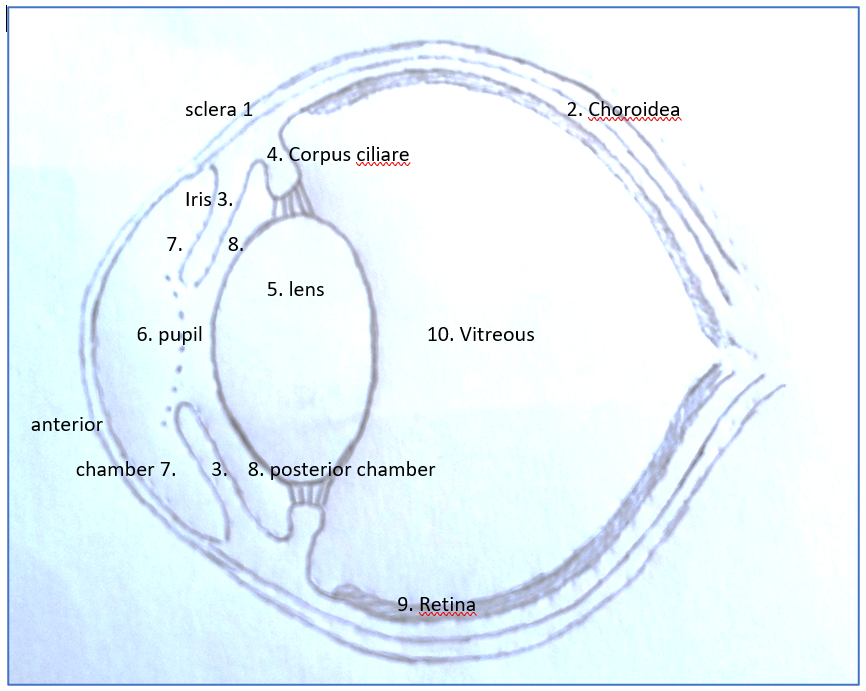 sclera 1
2. Choroidea
4. Corpus ciliare
Iris 3.
7.
8.
5. lens
6. pupil
10. Vitreous
anterior
chamber 7.
3.
8. posterior chamber
9. Retina